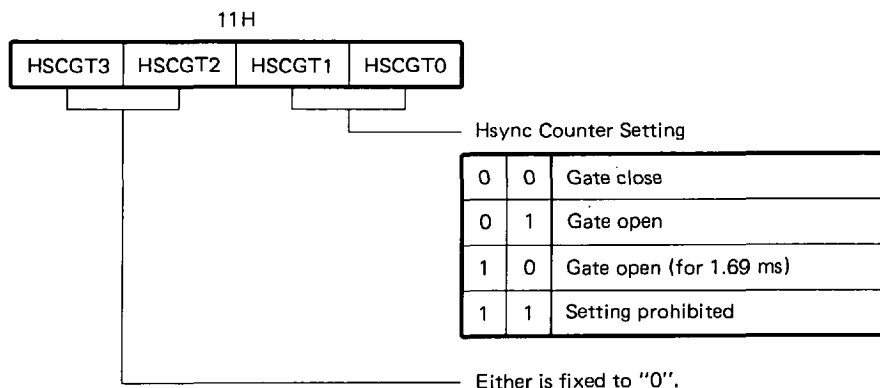 11H
HSCGT3 HSCGT2 HSCGT1 HSCGT0
Hsync Counter Setting
0 0 Gate close
0 1 Gate open
1 0 Gate open (for 1.69 ms)
1 1 Setting prohibited
Either is fixed to "0".